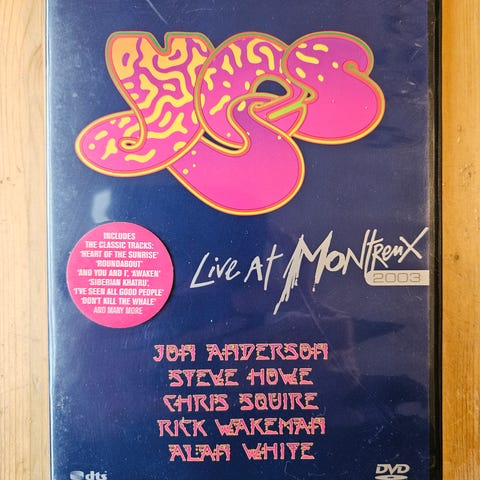 yes
INCLUDES
THE CLASSIC TRACKS:
'HEART OF THE SUNRISE'
'ROUNDABOUT'
'AND YOU AND I', 'AWAKEN'
'SIBERIAN KHATRU',
'I'VE SEEN ALL GOOD PEOPLE'
'DON'T KILL THE WHALE'
AND MANY MORE
Live At Montreux
2003
JON ANDERSON
STEVE HOWE
CHRIS SQUIRE
RICK WAKEMAN
ALAN WHITE
dts
DVD